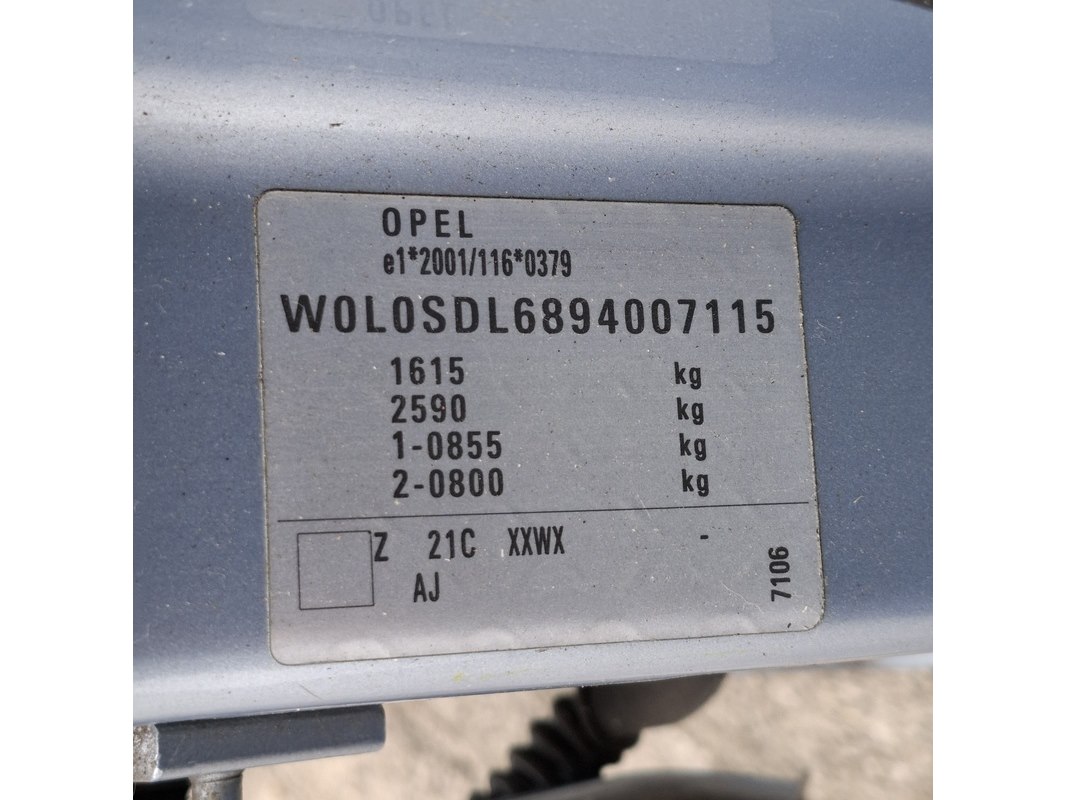 OPEL
e1*2001/116*0379
W0L0SDL6894007115
1615 kg
2590 kg
1-0855 kg
2-0800 kg
Z 21C XXWX -
AJ
7106